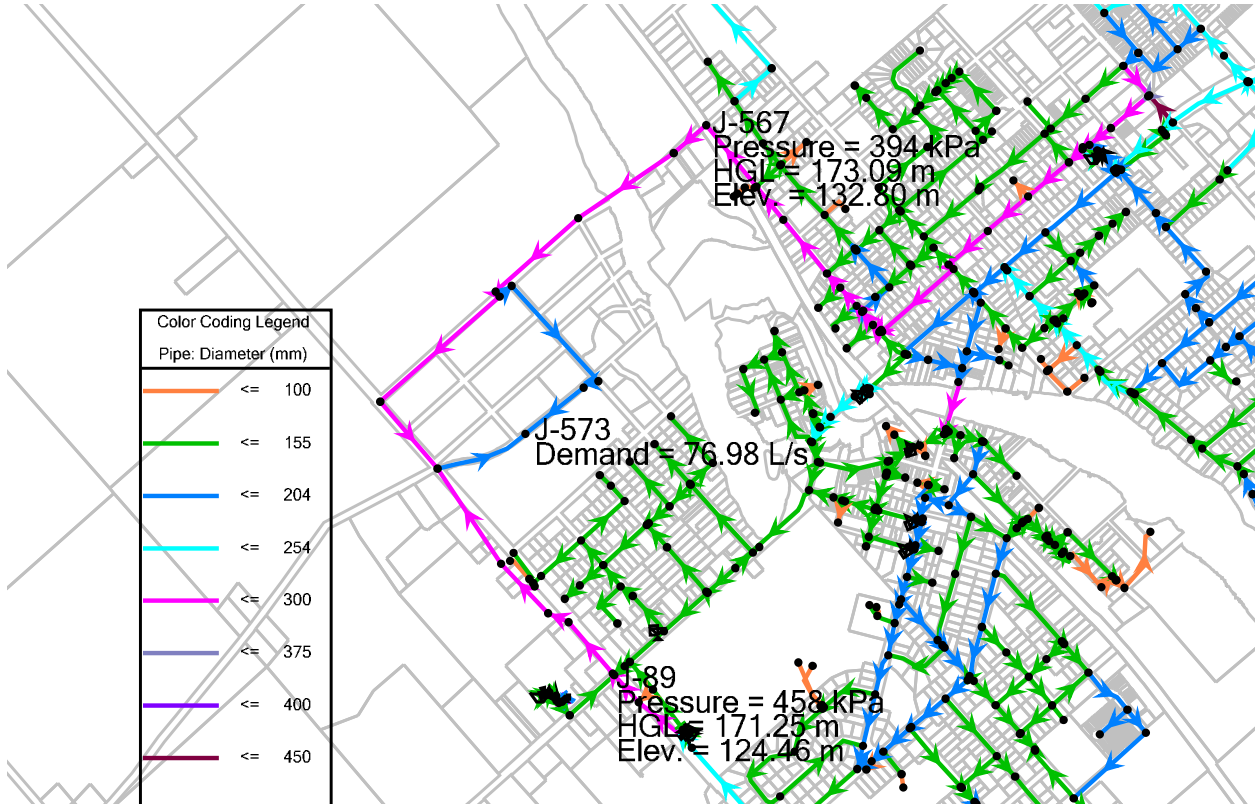 J-567
Pressure = 394 kPa
HGL = 173.09 m
Elev. = 132.80 m
Color Coding Legend
Pipe: Diameter (mm)
<= 100
<= 155
<= 204
<= 254
<= 300
<= 375
<= 400
<= 450
J-573
Demand = 76.98 L/s
J-89
Pressure = 458 kPa
HGL = 171.25 m
Elev. = 124.46 m